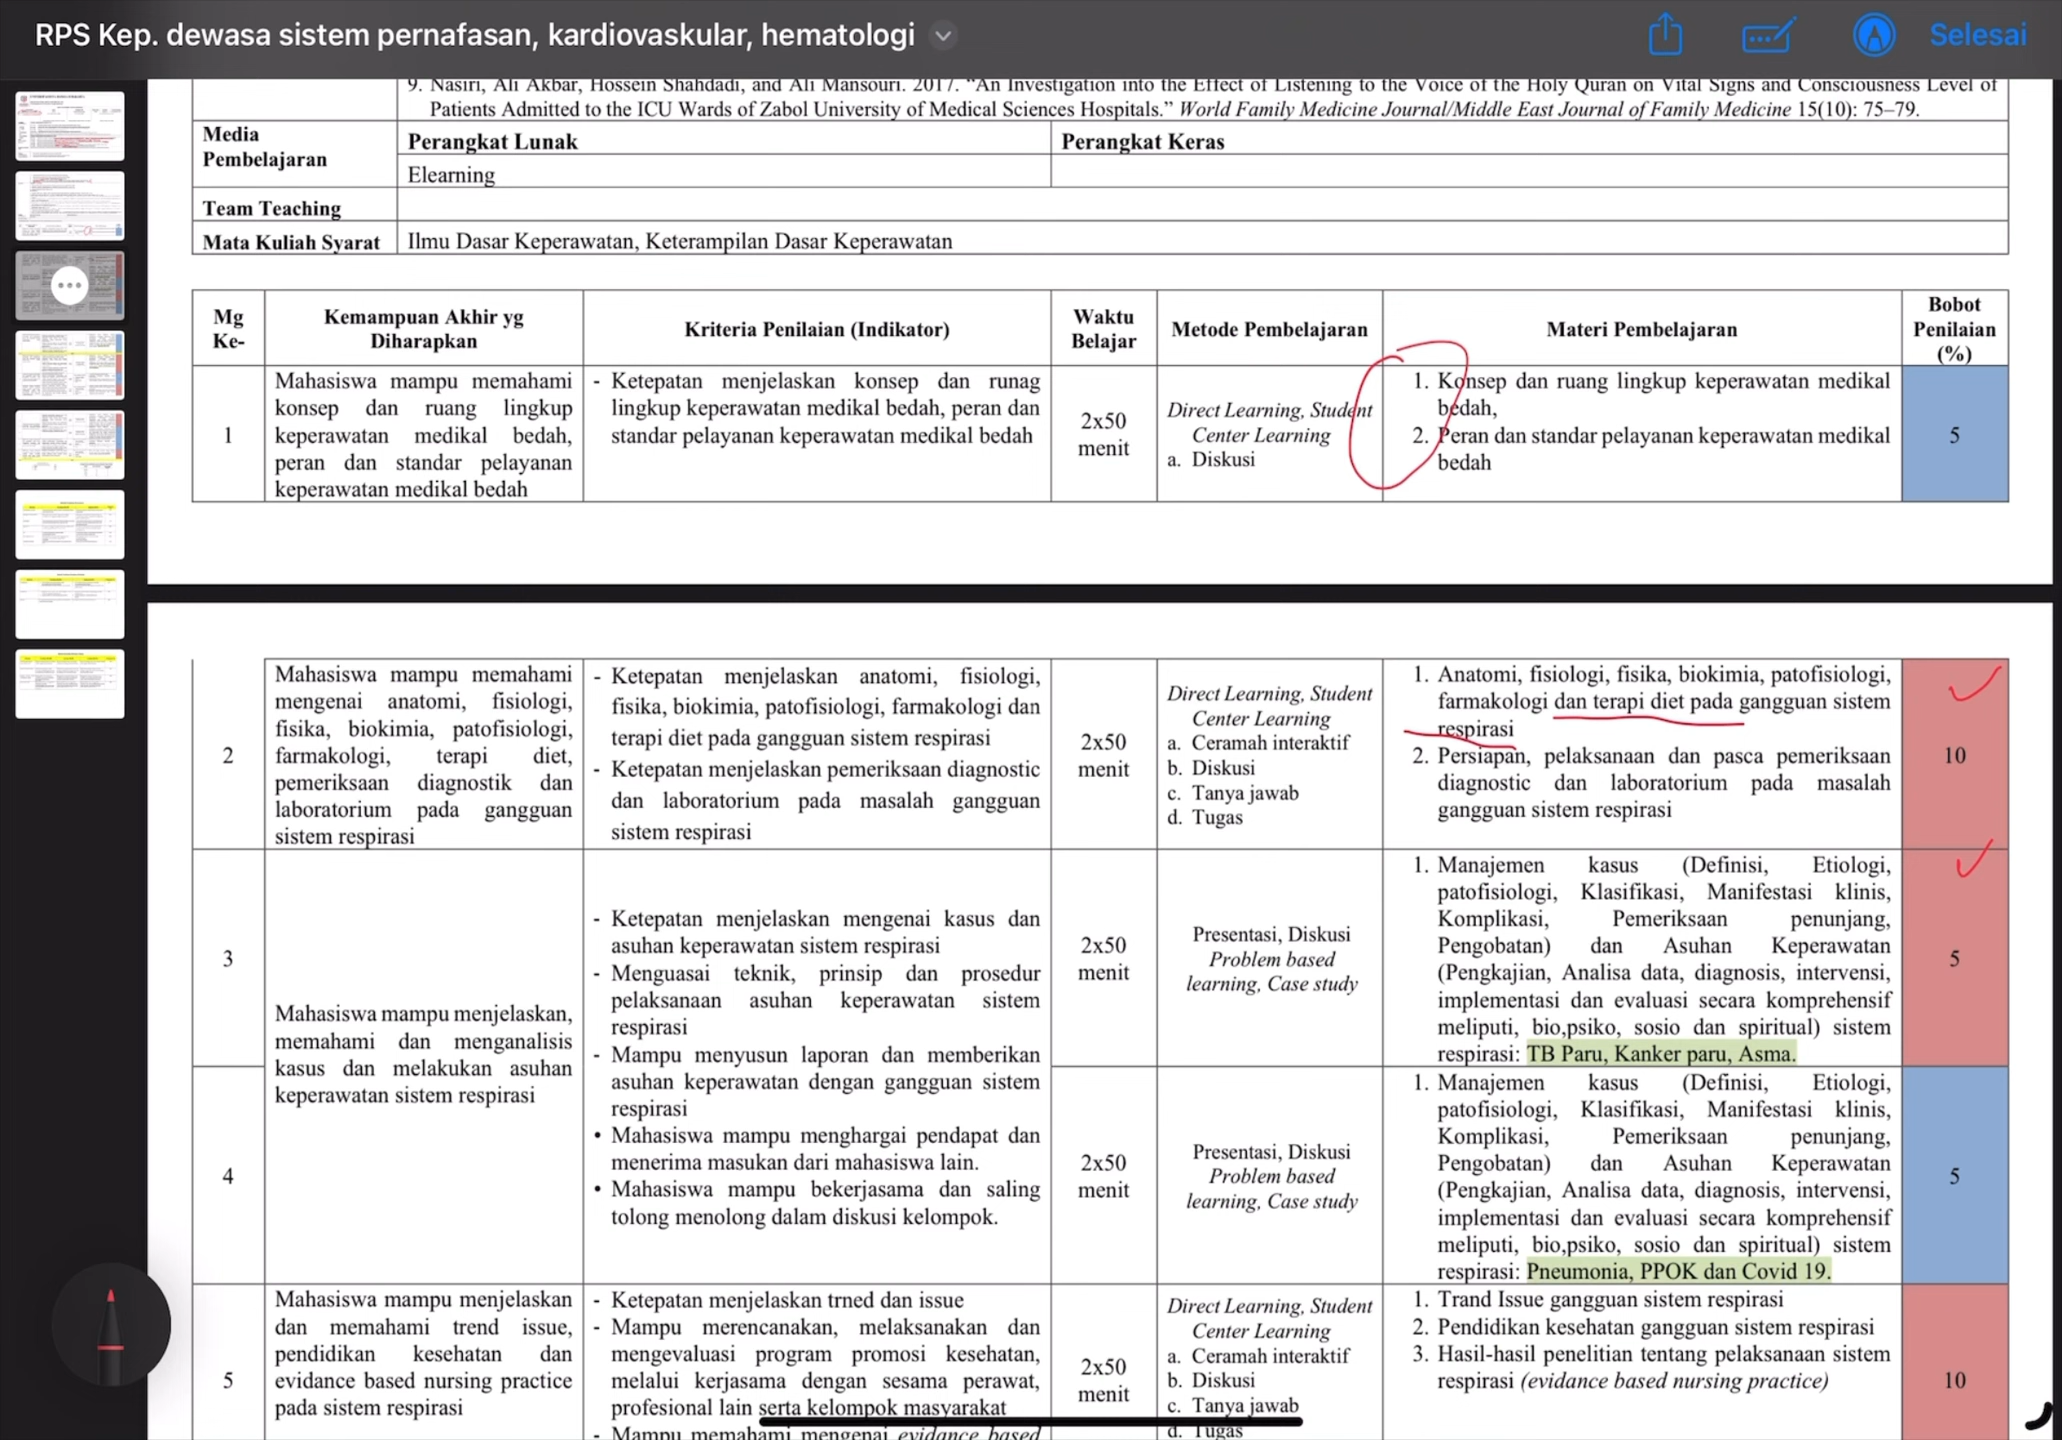 RPS Kep. dewasa sistem pernafasan, kardiovaskular, hematologi
Selesai
9. Nasiri, Ali Akbar, Hossein Shahdadi, and Ali Mansouri. 2017. “An Investigation into the Effect of Listening to the Voice of the Holy Quran on Vital Signs and Consciousness Level of
Patients Admitted to the ICU Wards of Zabol University of Medical Sciences Hospitals.” World Family Medicine Journal/Middle East Journal of Family Medicine 15(10): 75–79.
Media
Pembelajaran
Perangkat Lunak
Perangkat Keras
Elearning
Team Teaching
Mata Kuliah Syarat
Ilmu Dasar Keperawatan, Keterampilan Dasar Keperawatan
Mg
Ke-
Kemampuan Akhir yg
Diharapkan
Kriteria Penilaian (Indikator)
Waktu
Belajar
Metode Pembelajaran
Materi Pembelajaran
Bobot
Penilaian
(%)
1
Mahasiswa mampu memahami
konsep dan ruang lingkup
keperawatan medikal bedah,
peran dan standar pelayanan
keperawatan medikal bedah
- Ketepatan menjelaskan konsep dan runag
lingkup keperawatan medikal bedah, peran dan
standar pelayanan keperawatan medikal bedah
2x50
menit
Direct Learning, Student
Center Learning
a. Diskusi
1. Konsep dan ruang lingkup keperawatan medikal
bedah,
2. Peran dan standar pelayanan keperawatan medikal
bedah
5
2
Mahasiswa mampu memahami
mengenai anatomi, fisiologi,
fisika, biokimia, patofisiologi,
farmakologi, terapi diet,
pemeriksaan diagnostik dan
laboratorium pada gangguan
sistem respirasi
- Ketepatan menjelaskan anatomi, fisiologi,
fisika, biokimia, patofisiologi, farmakologi dan
terapi diet pada gangguan sistem respirasi
- Ketepatan menjelaskan pemeriksaan diagnostic
dan laboratorium pada masalah gangguan
sistem respirasi
2x50
menit
Direct Learning, Student
Center Learning
a. Ceramah interaktif
b. Diskusi
c. Tanya jawab
d. Tugas
1. Anatomi, fisiologi, fisika, biokimia, patofisiologi,
farmakologi dan terapi diet pada gangguan sistem
respirasi
2. Persiapan, pelaksanaan dan pasca pemeriksaan
diagnostic dan laboratorium pada masalah
gangguan sistem respirasi
10
3
Mahasiswa mampu menjelaskan,
memahami dan menganalisis
kasus dan melakukan asuhan
keperawatan sistem respirasi
- Ketepatan menjelaskan mengenai kasus dan
asuhan keperawatan sistem respirasi
- Menguasai teknik, prinsip dan prosedur
pelaksanaan asuhan keperawatan sistem
respirasi
- Mampu menyusun laporan dan memberikan
asuhan keperawatan dengan gangguan sistem
respirasi
• Mahasiswa mampu menghargai pendapat dan
menerima masukan dari mahasiswa lain.
• Mahasiswa mampu bekerjasama dan saling
tolong menolong dalam diskusi kelompok.
2x50
menit
Presentasi, Diskusi
Problem based
learning, Case study
1. Manajemen kasus (Definisi, Etiologi,
patofisiologi, Klasifikasi, Manifestasi klinis,
Komplikasi, Pemeriksaan penunjang,
Pengobatan) dan Asuhan Keperawatan
(Pengkajian, Analisa data, diagnosis, intervensi,
implementasi dan evaluasi secara komprehensif
meliputi, bio,psiko, sosio dan spiritual) sistem
respirasi: TB Paru, Kanker paru, Asma.
5
4
2x50
menit
Presentasi, Diskusi
Problem based
learning, Case study
1. Manajemen kasus (Definisi, Etiologi,
patofisiologi, Klasifikasi, Manifestasi klinis,
Komplikasi, Pemeriksaan penunjang,
Pengobatan) dan Asuhan Keperawatan
(Pengkajian, Analisa data, diagnosis, intervensi,
implementasi dan evaluasi secara komprehensif
meliputi, bio,psiko, sosio dan spiritual) sistem
respirasi: Pneumonia, PPOK dan Covid 19.
5
5
Mahasiswa mampu menjelaskan
dan memahami trend issue,
pendidikan kesehatan dan
evidance based nursing practice
pada sistem respirasi
- Ketepatan menjelaskan trned dan issue
- Mampu merencanakan, melaksanakan dan
mengevaluasi program promosi kesehatan,
melalui kerjasama dengan sesama perawat,
profesional lain serta kelompok masyarakat
- Mampu memahami mengenai evidance based
2x50
menit
Direct Learning, Student
Center Learning
a. Ceramah interaktif
b. Diskusi
c. Tanya jawab
d. Tugas
1. Trand Issue gangguan sistem respirasi
2. Pendidikan kesehatan gangguan sistem respirasi
3. Hasil-hasil penelitian tentang pelaksanaan sistem
respirasi (evidence based nursing practice)
10